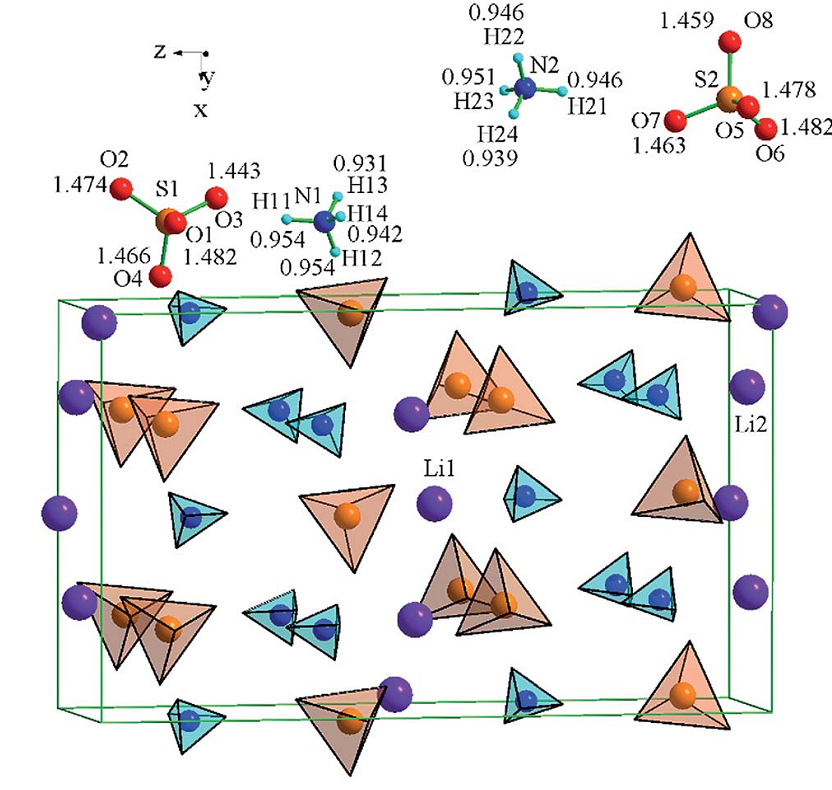 z
y
x
O2
1.474
S1
1.443
O3
O1
1.466
1.482
O4
0.931
H13
H11
N1
H14
0.954
0.942
H12
0.954
0.946
H22
N2
0.951
H23
0.946
H21
H24
0.939
1.459
O8
S2
1.478
O7
O5
1.482
1.463
O6
Li1
Li2